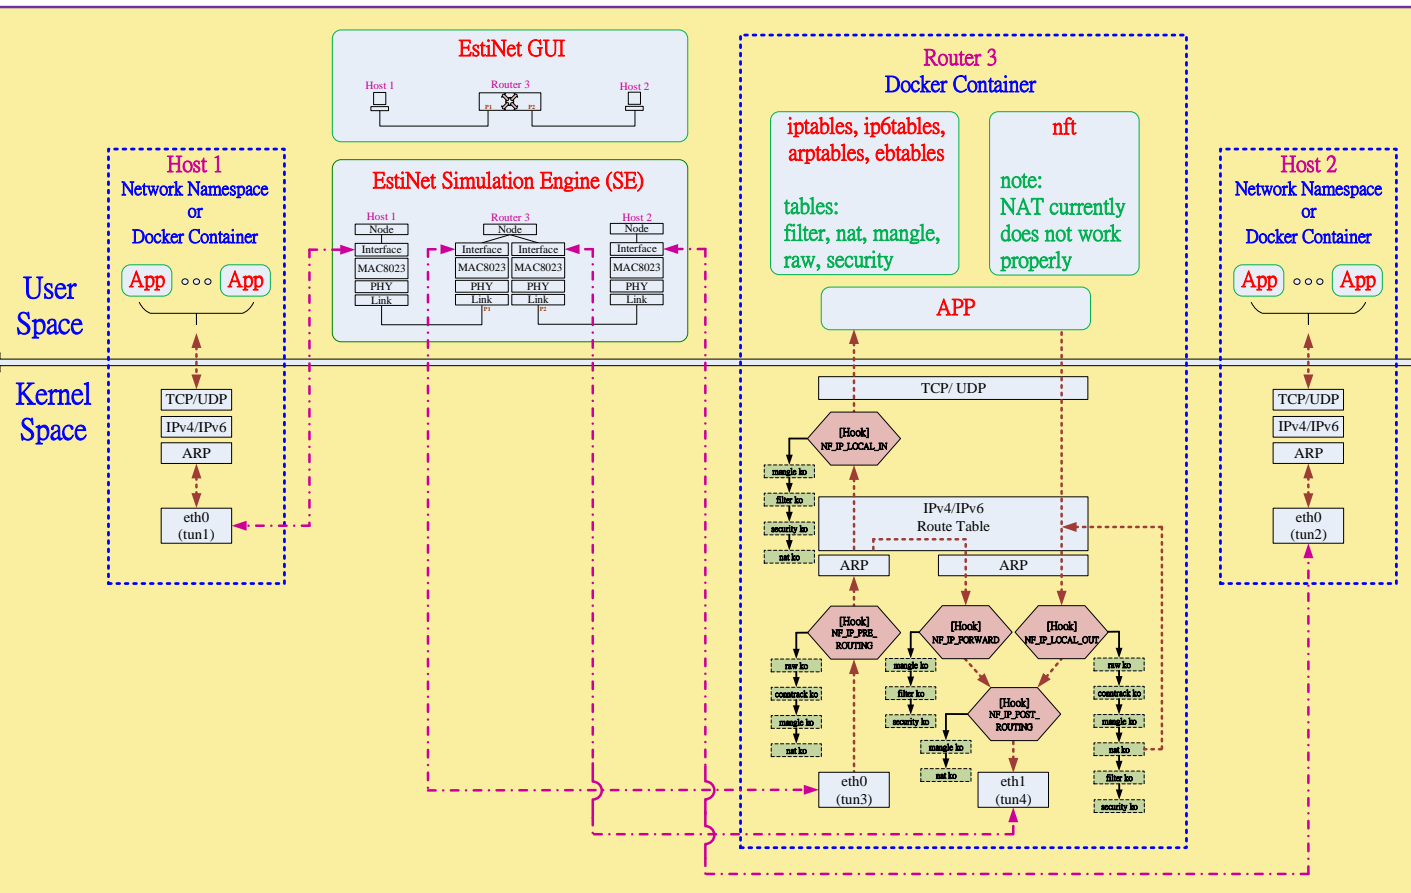 EstiNet GUI
Host 1
Router 3
Host 2
P1
P2
EstiNet Simulation Engine (SE)
Host 1
Router 3
Host 2
Node
Node
Node
Interface
Interface
Interface
Interface
MAC8023
MAC8023
MAC8023
MAC8023
PHY
PHY
PHY
PHY
Link
Link
Link
Link
P1
P2
User
Space
Kernel
Space
Host 1
Network Namespace
or
Docker Container
App
App
TCP/UDP
IPv4/IPv6
ARP
eth0
(tun1)
Router 3
Docker Container
iptables, ip6tables,
arptables, ebtables
tables:
filter, nat, mangle,
raw, security
nft
note:
NAT currently
does not work
properly
APP
TCP/ UDP
[Hook]
NF_IP_LOCAL_IN
mangle ko
filter ko
security ko
nat ko
IPv4/IPv6
Route Table
ARP
ARP
[Hook]
NF_IP_PRE_
ROUTING
raw ko
conntrack ko
mangle ko
nat ko
[Hook]
NF_IP_FORWARD
mangle ko
filter ko
security ko
[Hook]
NF_IP_LOCAL_OUT
raw ko
conntrack ko
mangle ko
nat ko
filter ko
security ko
[Hook]
NF_IP_POST_
ROUTING
mangle ko
nat ko
eth0
(tun3)
eth1
(tun4)
Host 2
Network Namespace
or
Docker Container
App
App
TCP/UDP
IPv4/IPv6
ARP
eth0
(tun2)